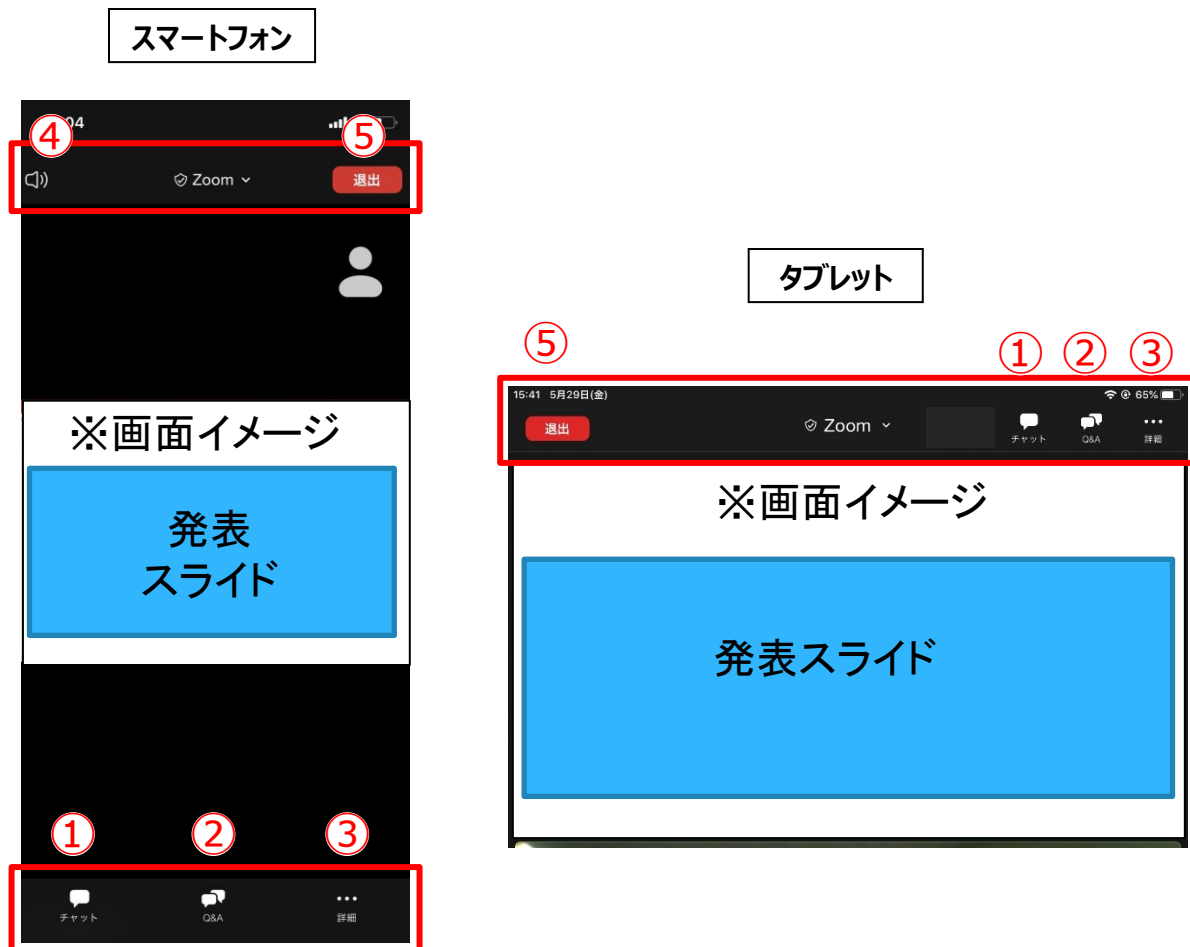 スマートフォン
04
④
⑤
Zoom
退出
※画面イメージ
発表
スライド
①
②
③
チャット
Q&A
詳細
タブレット
⑤
①
②
③
15:41 5月29日(金)
65%
退出
Zoom
チャット
Q&A
詳細
※画面イメージ
発表スライド